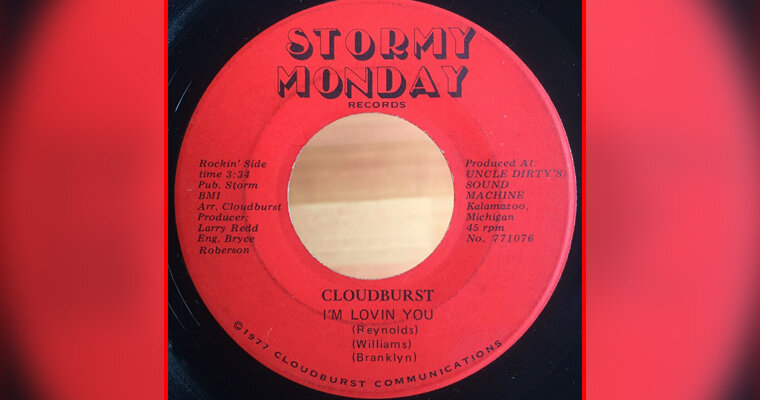 STORMY
MONDAY
RECORDS
Rockin' Side
time 3:34
Pub. Storm
BMI
Arr. Cloudburst
Producer;
Larry Redd
Eng. Bryce
Roberson
Produced At:
UNCLE DIRTY'S
SOUND
MACHINE
Kalamazoo,
Michigan
45 rpm
No. 771076
CLOUDBURST
I'M LOVIN YOU
(Reynolds)
(Williams)
(Branklyn)
©1977 CLOUDBURST COMMUNICATIONS